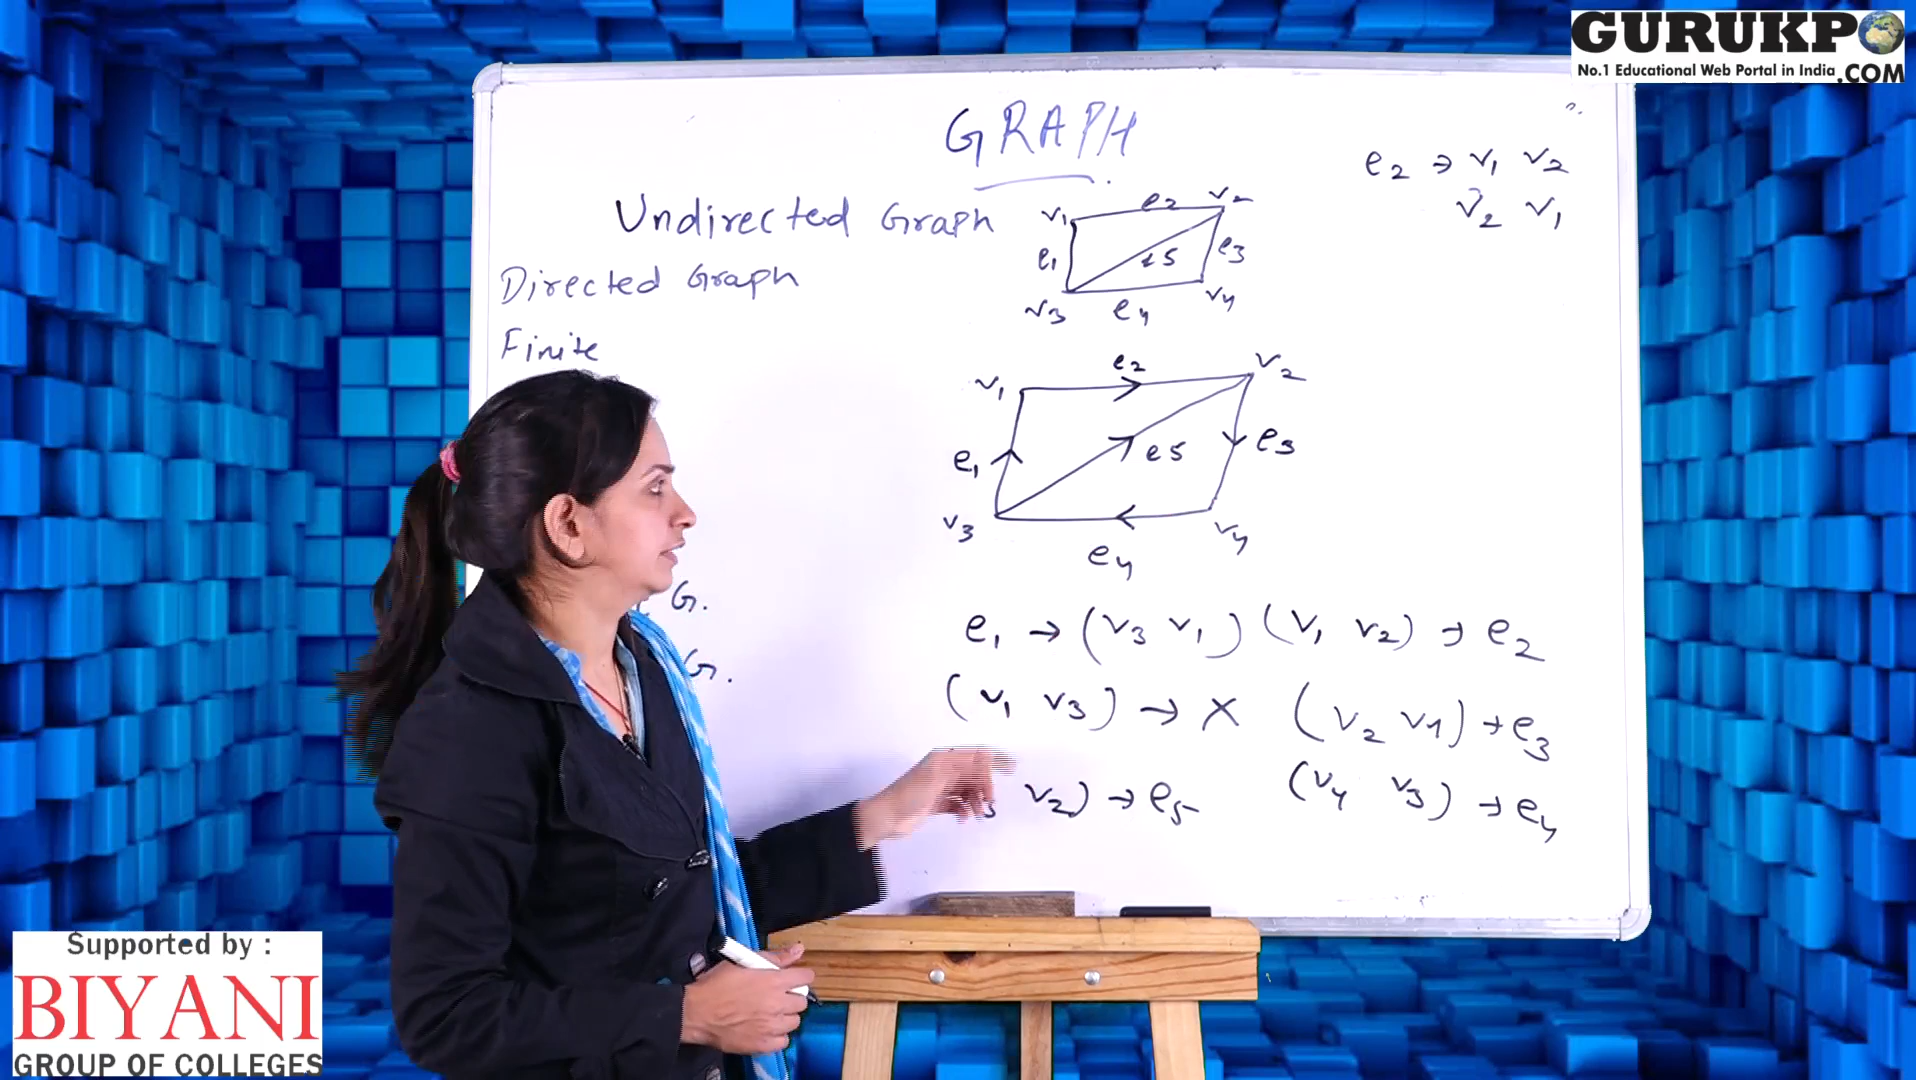 GURUKPO
No.1 Educational Web Portal in India .COM
GRAPH
e2 → v1 v2
v2 v1
Undirected Graph
v1 e2 v2
e1 e5 e3
v3 e4 v4
Directed Graph
Finite
v1 e2 v2
e1 e5 e3
v3 e4 v4
G.
G.
e1 → (v3 v1) (v1 v2) → e2
(v1 v3) → X (v2 v4) → e3
v2) → e5 (v4 v3) → e4
Supported by :
BIYANI
GROUP OF COLLEGES